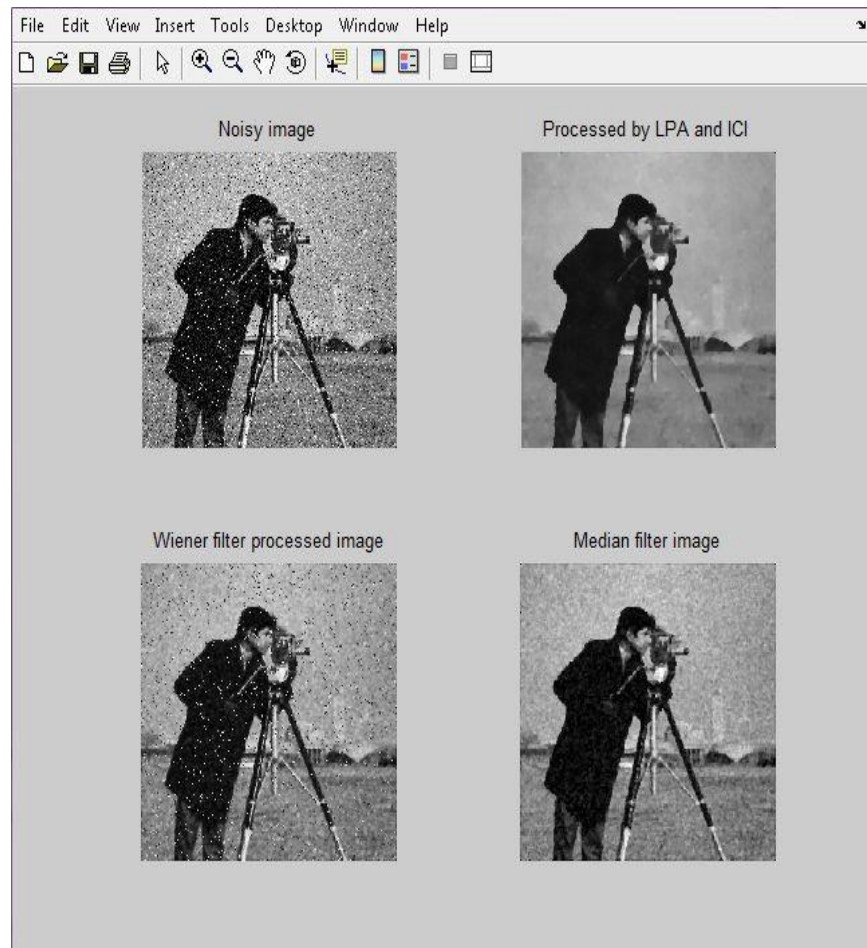 File Edit View Insert Tools Desktop Window Help
Noisy image
Processed by LPA and ICI
Wiener filter processed image
Median filter image